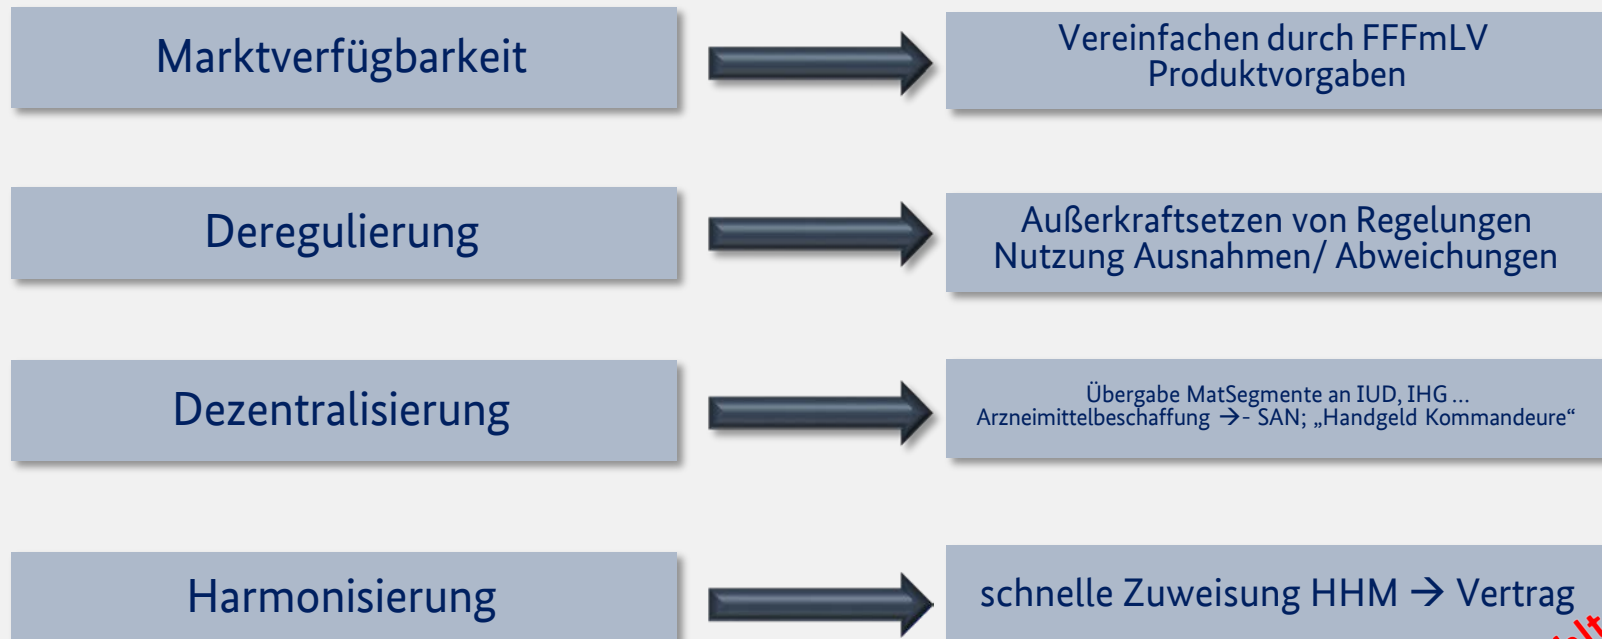 Marktverfügbarkeit
Vereinfachen durch FFFmLV
Produktvorgaben
Deregulierung
Außerkraftsetzen von Regelungen
Nutzung Ausnahmen/ Abweichungen
Dezentralisierung
Übergabe MatSegmente an IUD, IHG ...
Arzneimittelbeschaffung →- SAN; „Handgeld Kommandeure“
Harmonisierung
schnelle Zuweisung HHM → Vertrag